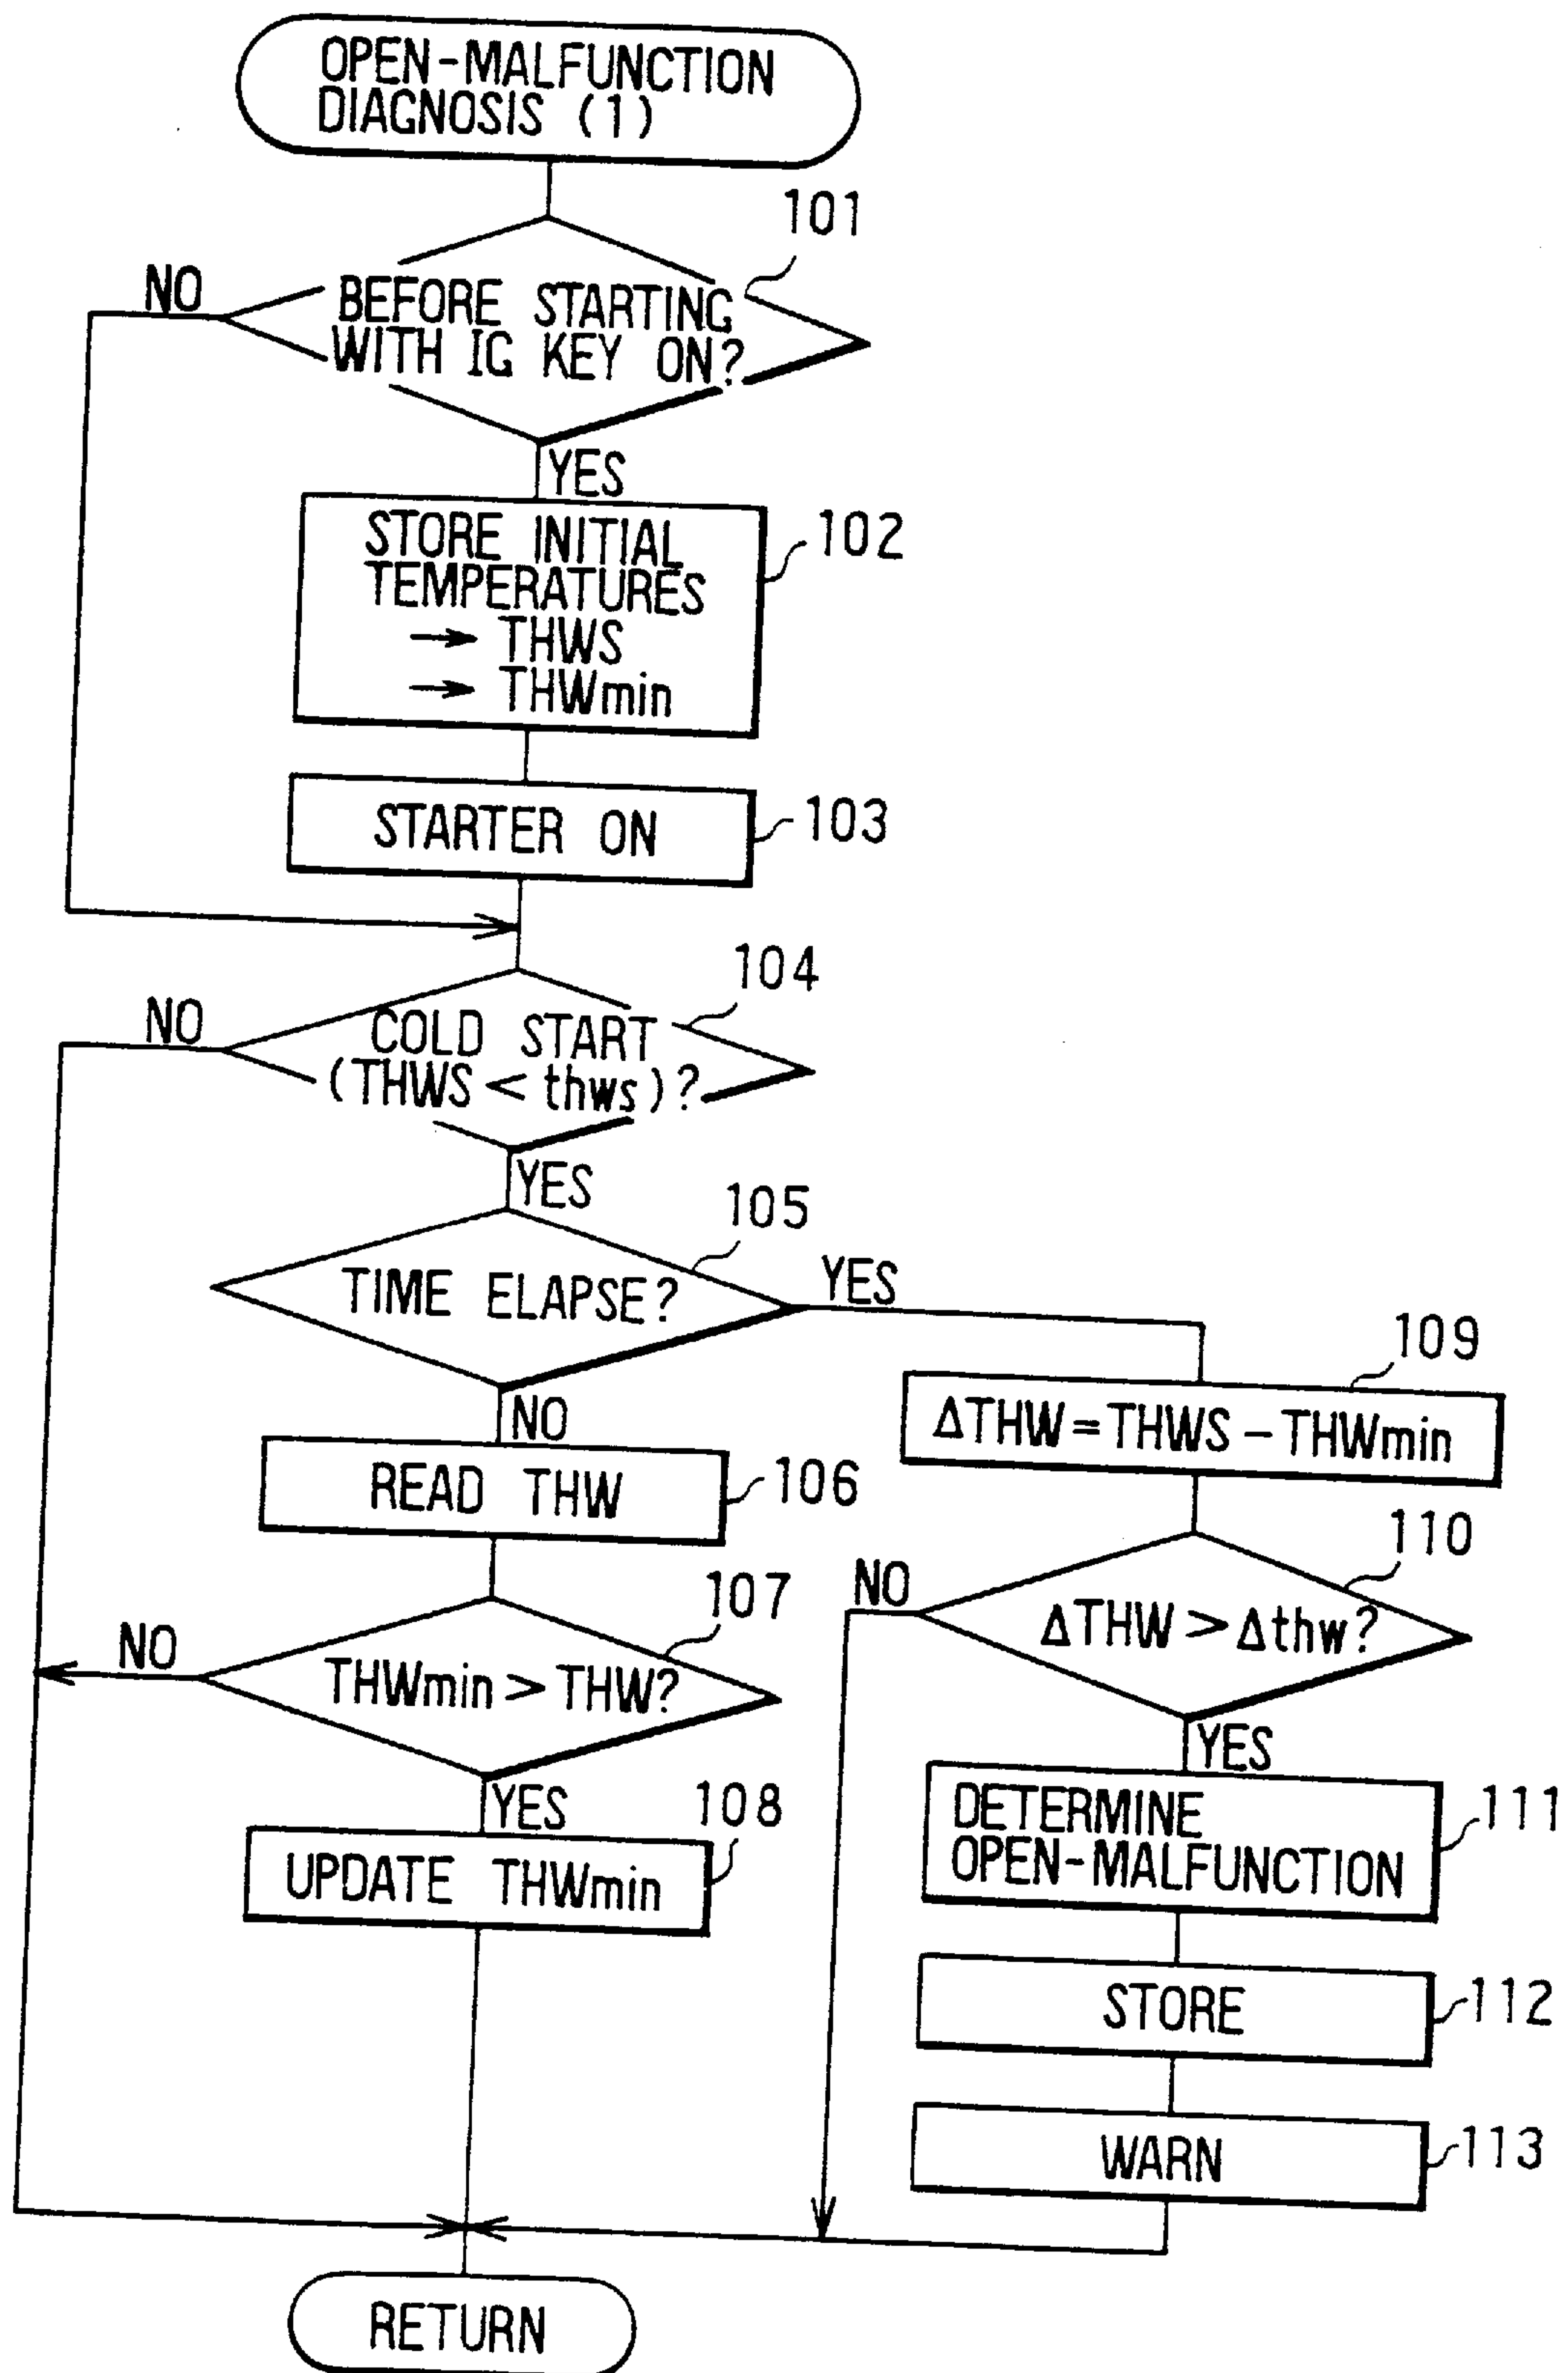 OPEN-MALFUNCTION
DIAGNOSIS (1)
101
NO
BEFORE STARTING
WITH IG KEY ON?
YES
STORE INITIAL
TEMPERATURES
→ THWS
→ THWmin
102
STARTER ON
103
104
NO
COLD START
(THWS < thws)?
YES
105
TIME ELAPSE?
YES
NO
109
ΔTHW = THWS - THWmin
READ THW
106
110
NO
ΔTHW > Δthw?
107
NO
THWmin > THW?
YES
YES
108
DETERMINE
OPEN-MALFUNCTION
111
UPDATE THWmin
STORE
112
WARN
113
RETURN